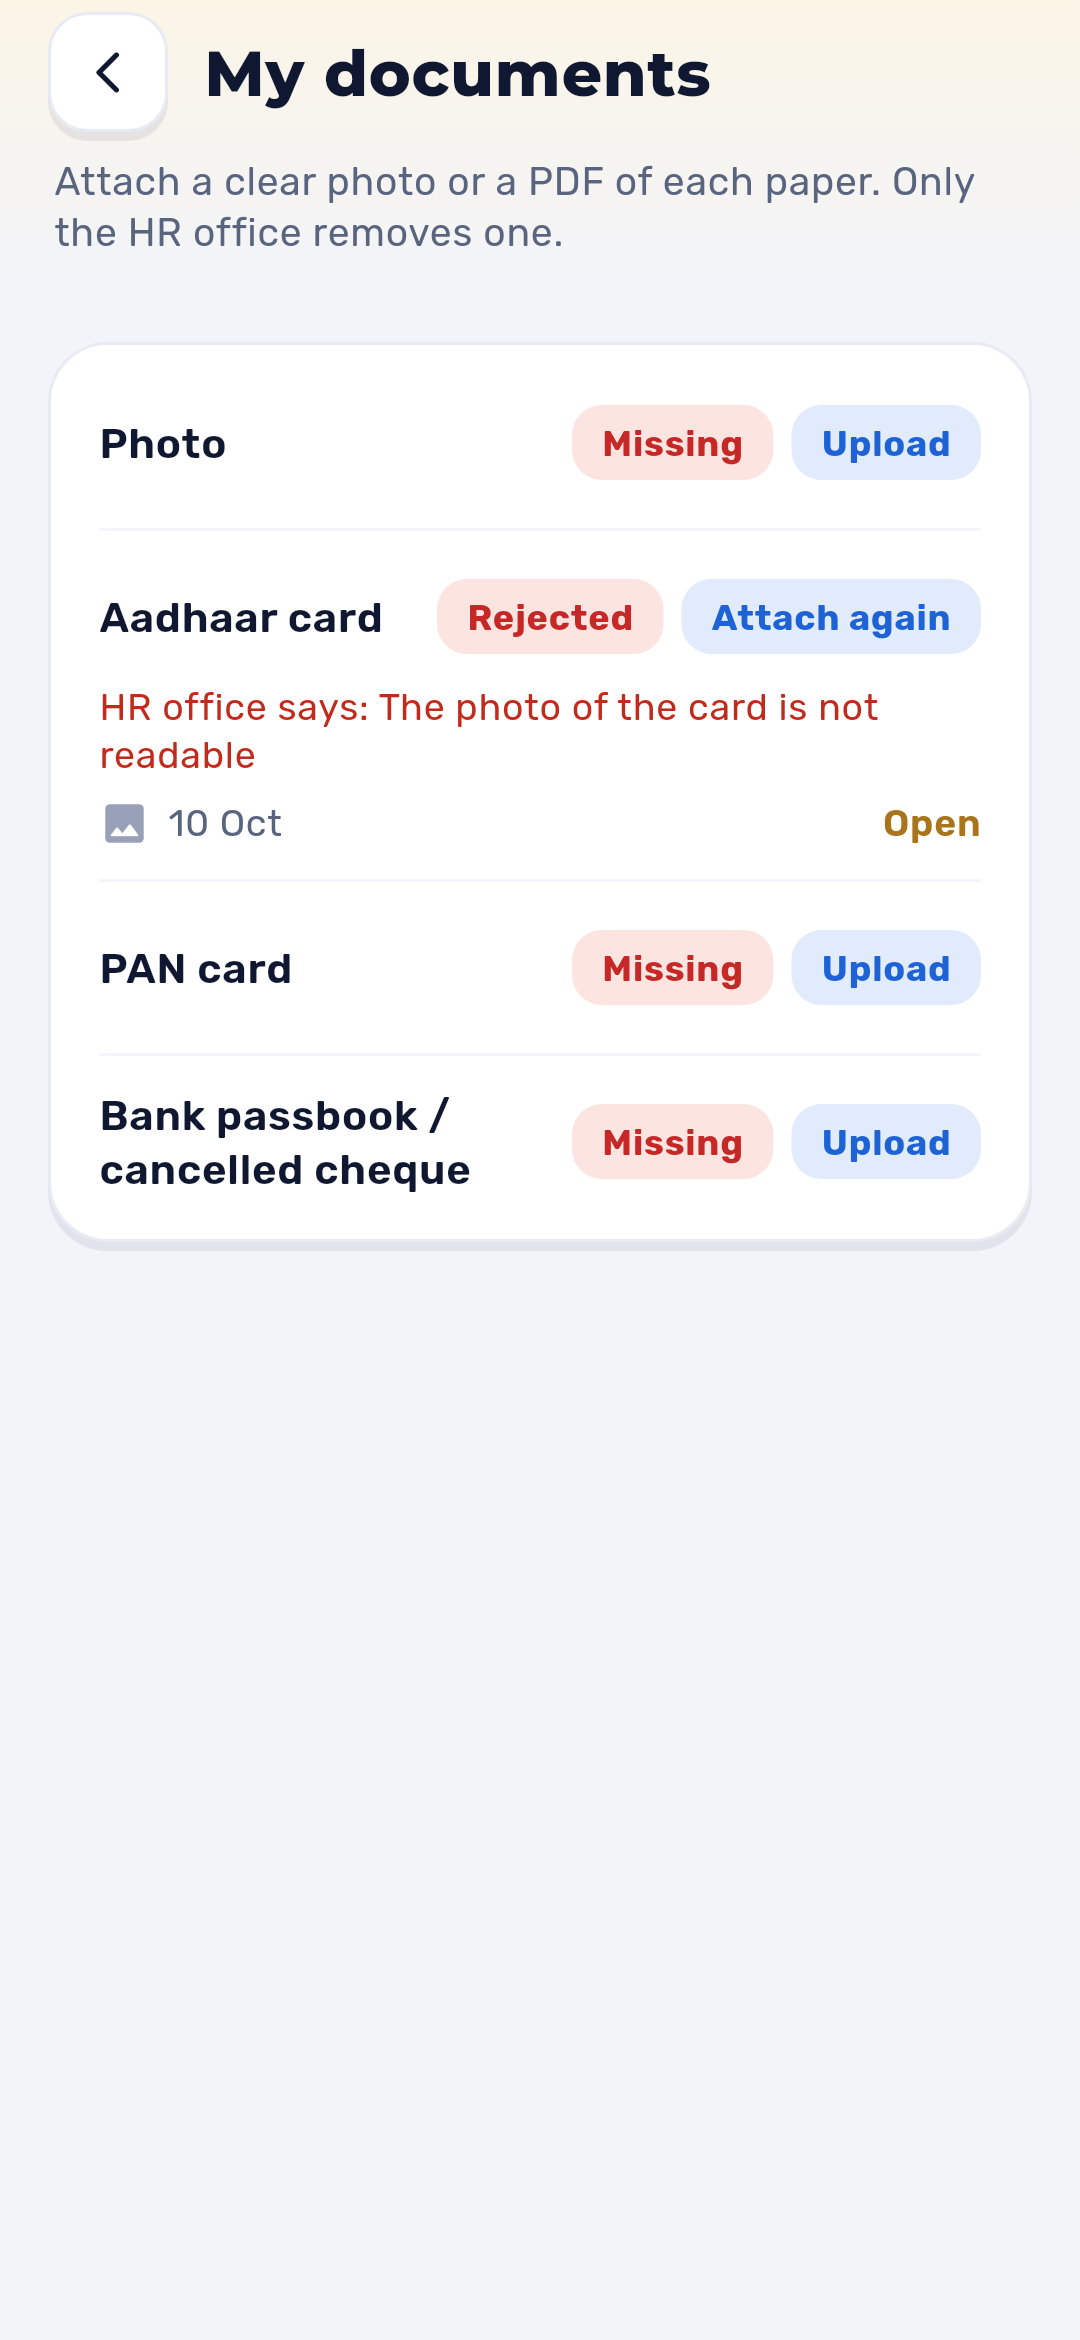 My documents
Attach a clear photo or a PDF of each paper. Only
the HR office removes one.
Photo
Missing
Upload
Aadhaar card
Rejected
Attach again
HR office says: The photo of the card is not
readable
10 Oct
Open
PAN card
Missing
Upload
Bank passbook /
cancelled cheque
Missing
Upload